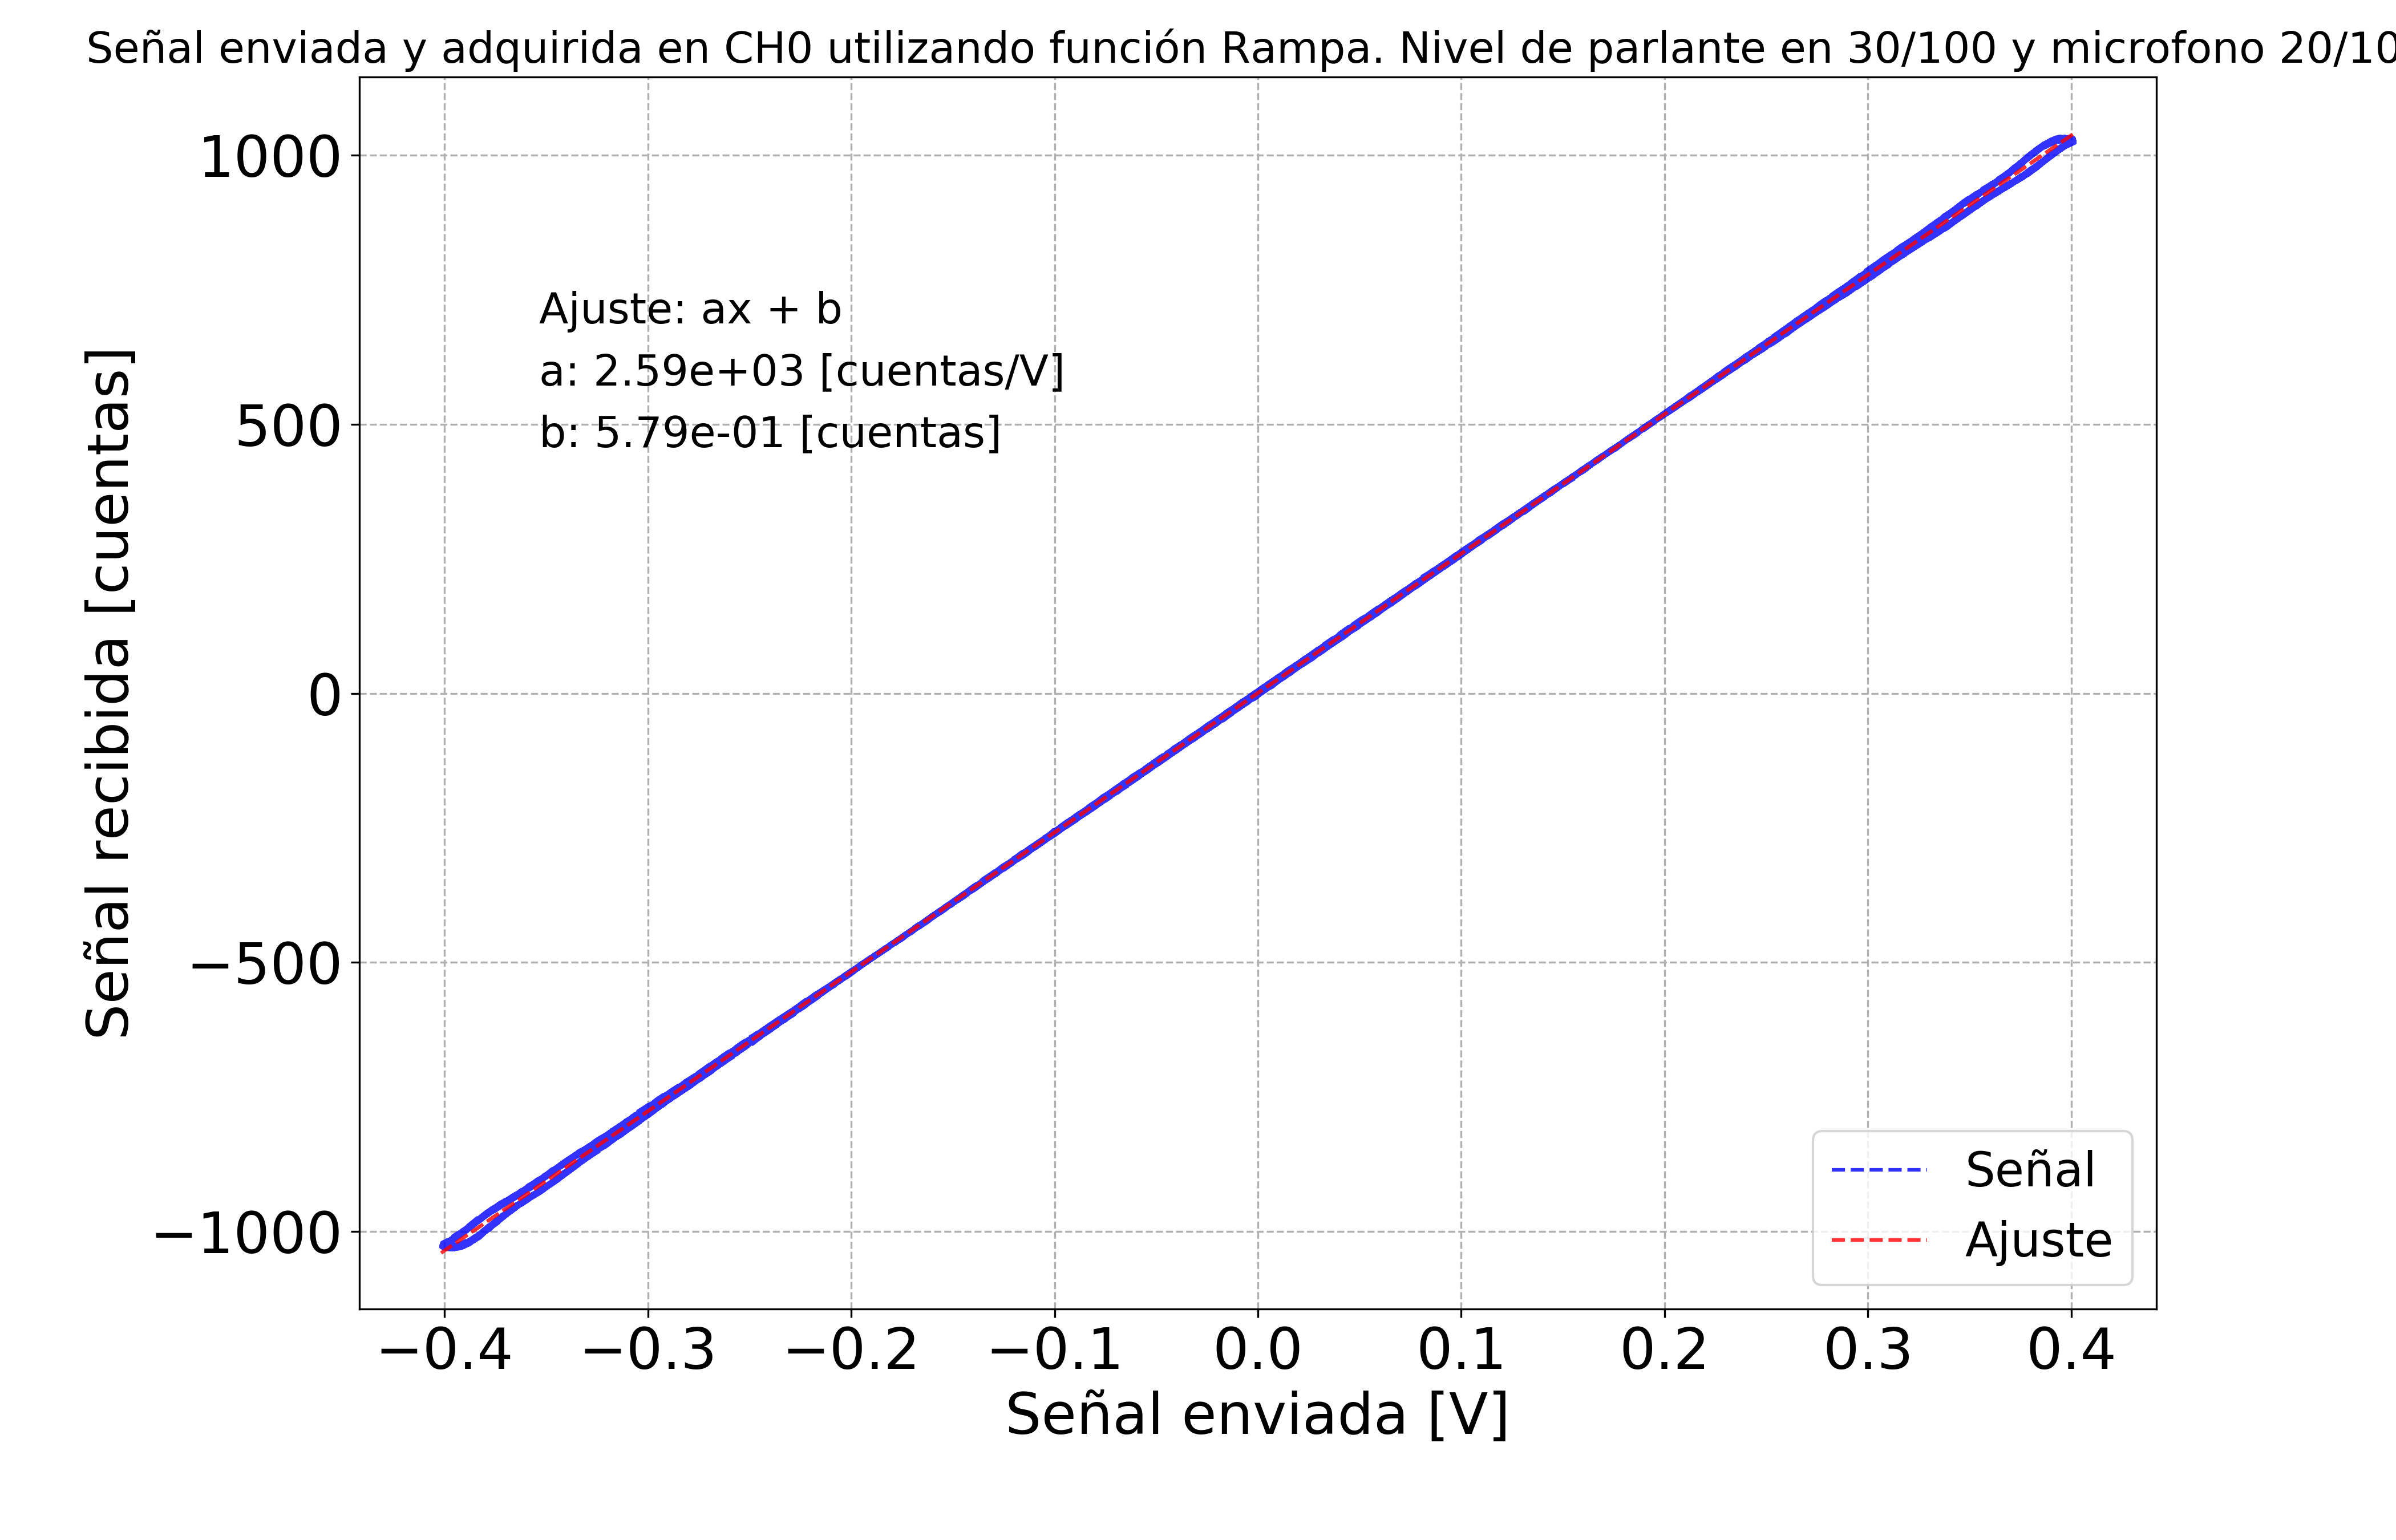 Señal enviada y adquirida en CH0 utilizando función Rampa. Nivel de parlante en 30/100 y microfono 20/10
Señal recibida [cuentas]
1000
500
0
−500
−1000
Ajuste: ax + b
a: 2.59e+03 [cuentas/V]
b: 5.79e-01 [cuentas]
Señal
Ajuste
−0.4
−0.3
−0.2
−0.1
0.0
0.1
0.2
0.3
0.4
Señal enviada [V]